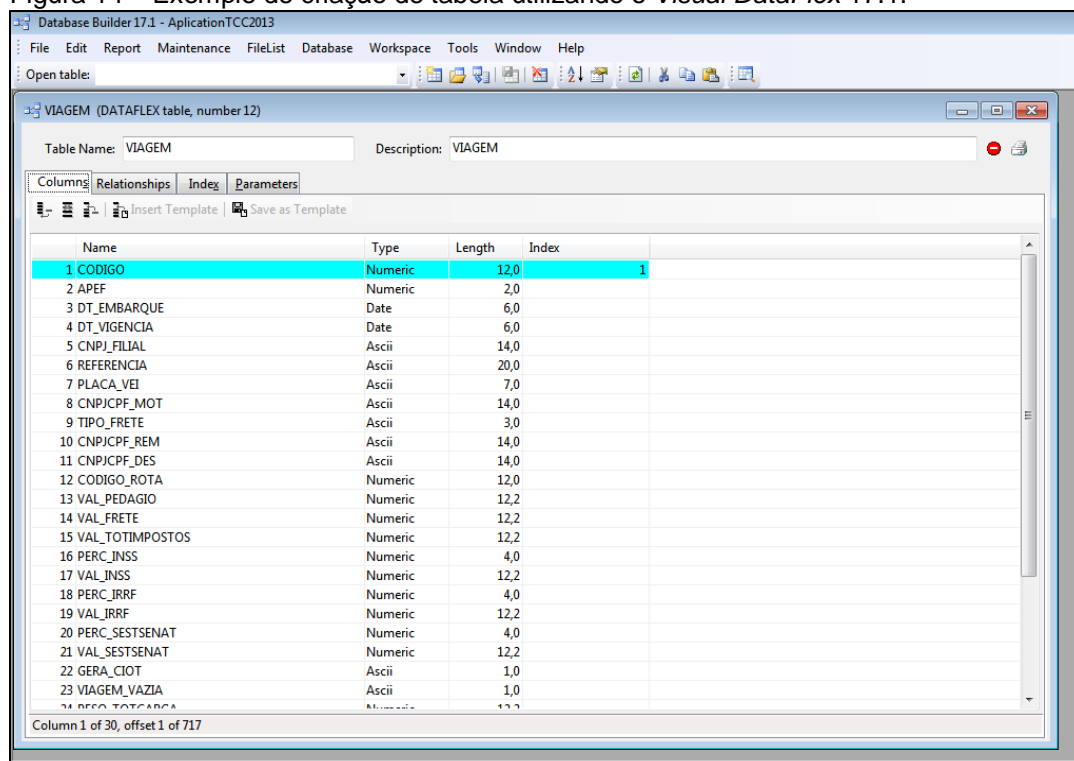 Database Builder 17.1 - AplicationTCC2013
File Edit Report Maintenance FileList Database Workspace Tools Window Help
Open table:
VIAGEM (DATAFLEX table, number 12)
Table Name: VIAGEM Description: VIAGEM
Columns Relationships Index Parameters
Insert Template Save as Template
Name Type Length Index
1 CODIGO Numeric 12,0 1
2 APEF Numeric 2,0
3 DT_EMBARQUE Date 6,0
4 DT_VIGENCIA Date 6,0
5 CNPJ_FILIAL Ascii 14,0
6 REFERENCIA Ascii 20,0
7 PLACA_VEI Ascii 7,0
8 CNPJCPF_MOT Ascii 14,0
9 TIPO_FRETE Ascii 3,0
10 CNPJCPF_REM Ascii 14,0
11 CNPJCPF_DES Ascii 14,0
12 CODIGO_ROTA Numeric 12,0
13 VAL_PEDAGIO Numeric 12,2
14 VAL_FRETE Numeric 12,2
15 VAL_TOTIMPOSTOS Numeric 12,2
16 PERC_INSS Numeric 4,0
17 VAL_INSS Numeric 12,2
18 PERC_IRRF Numeric 4,0
19 VAL_IRRF Numeric 12,2
20 PERC_SESTSENAT Numeric 4,0
21 VAL_SESTSENAT Numeric 12,2
22 GERA_CIOT Ascii 1,0
23 VIAGEM_VAZIA Ascii 1,0
24 PESO_TOTCARGA Numeric
Column 1 of 30, offset 1 of 717